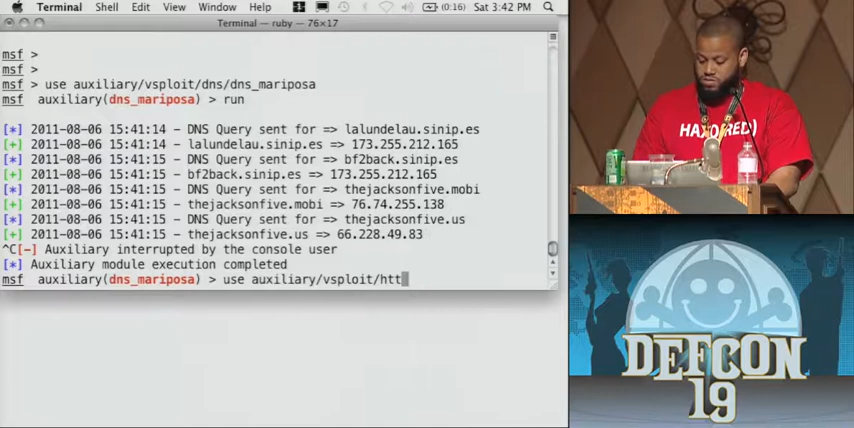 Terminal Shell Edit View Window Help (0:16) Sat 3:42 PM
Terminal — ruby — 76×17
msf >
msf >
msf > use auxiliary/vsploit/dns/dns_mariposa
msf auxiliary(dns_mariposa) > run
[*] 2011-08-06 15:41:14 - DNS Query sent for => lalundelau.sinip.es
[+] 2011-08-06 15:41:14 - lalundelau.sinip.es => 173.255.212.165
[*] 2011-08-06 15:41:15 - DNS Query sent for => bf2back.sinip.es
[+] 2011-08-06 15:41:15 - bf2back.sinip.es => 173.255.212.165
[*] 2011-08-06 15:41:15 - DNS Query sent for => thejacksonfive.mobi
[+] 2011-08-06 15:41:15 - thejacksonfive.mobi => 76.74.255.138
[*] 2011-08-06 15:41:15 - DNS Query sent for => thejacksonfive.us
[+] 2011-08-06 15:41:15 - thejacksonfive.us => 66.228.49.83
^C[-] Auxiliary interrupted by the console user
[*] Auxiliary module execution completed
msf auxiliary(dns_mariposa) > use auxiliary/vsploit/htt
HAX(RED)
DEFCON
19